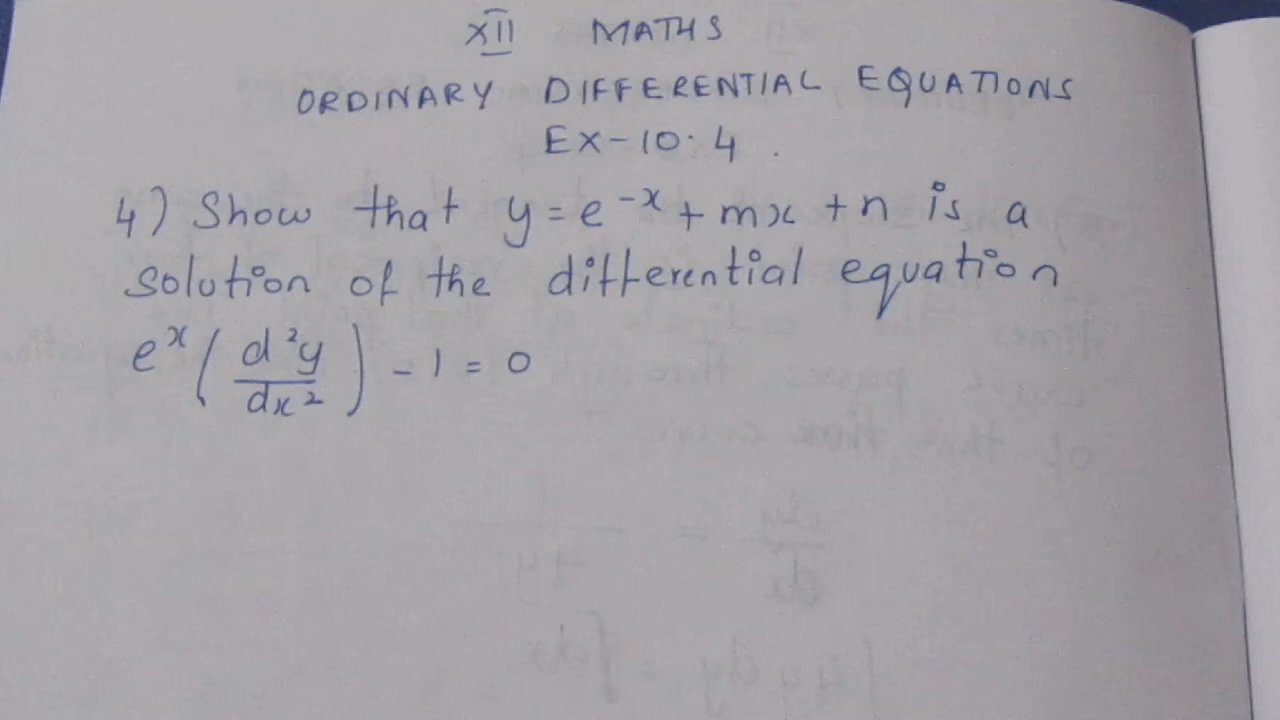 XII MATHS
ORDINARY DIFFERENTIAL EQUATIONS
EX-10.4.
4) Show that y = e^-x + mx + n is a
solution of the differential equation
e^x (d²y/dx²) - 1 = 0